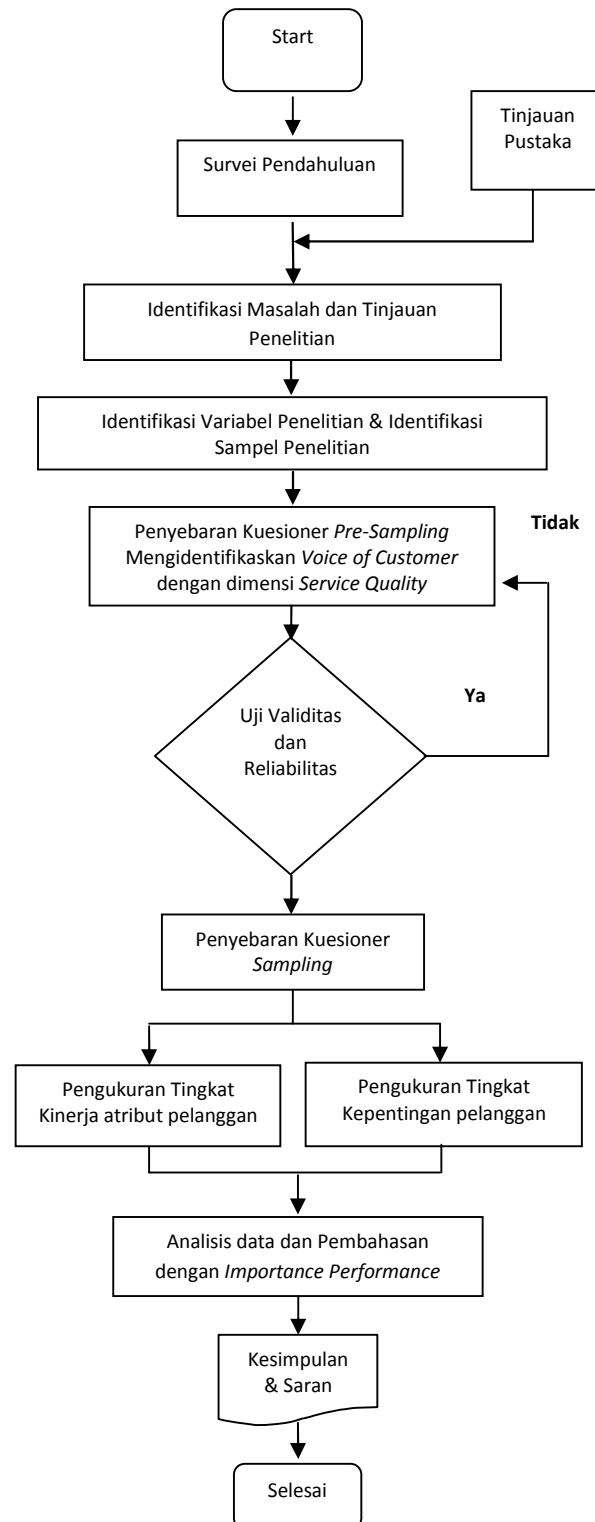 Start
Tinjauan
Pustaka
Survei Pendahuluan
Identifikasi Masalah dan Tinjauan
Penelitian
Identifikasi Variabel Penelitian & Identifikasi
Sampel Penelitian
Penyebaran Kuesioner Pre-Sampling
Mengidentifikaskan Voice of Customer
dengan dimensi Service Quality
Tidak
Ya
Uji Validitas
dan
Reliabilitas
Penyebaran Kuesioner
Sampling
Pengukuran Tingkat
Kinerja atribut pelanggan
Pengukuran Tingkat
Kepentingan pelanggan
Analisis data dan Pembahasan
dengan Importance Performance
Kesimpulan
& Saran
Selesai